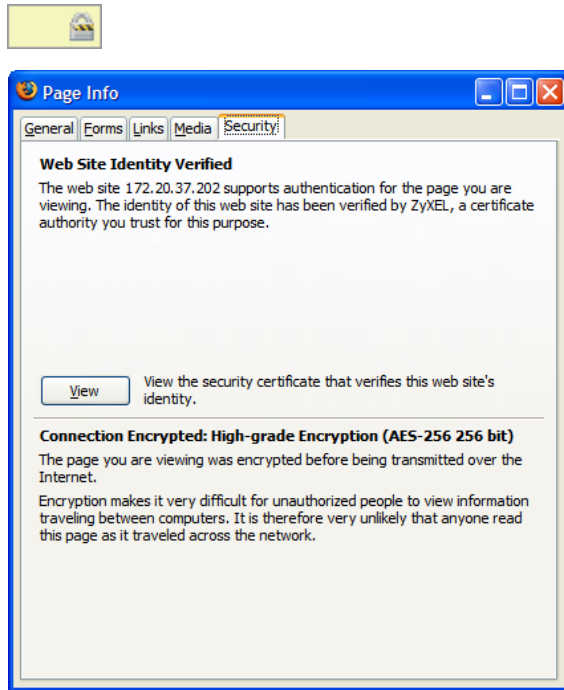 Page Info
General Forms Links Media Security
Web Site Identity Verified
The web site 172.20.37.202 supports authentication for the page you are
viewing. The identity of this web site has been verified by ZyXEL, a certificate
authority you trust for this purpose.
View
View the security certificate that verifies this web site's
identity.
Connection Encrypted: High-grade Encryption (AES-256 256 bit)
The page you are viewing was encrypted before being transmitted over the
Internet.
Encryption makes it very difficult for unauthorized people to view information
traveling between computers. It is therefore very unlikely that anyone read
this page as it traveled across the network.